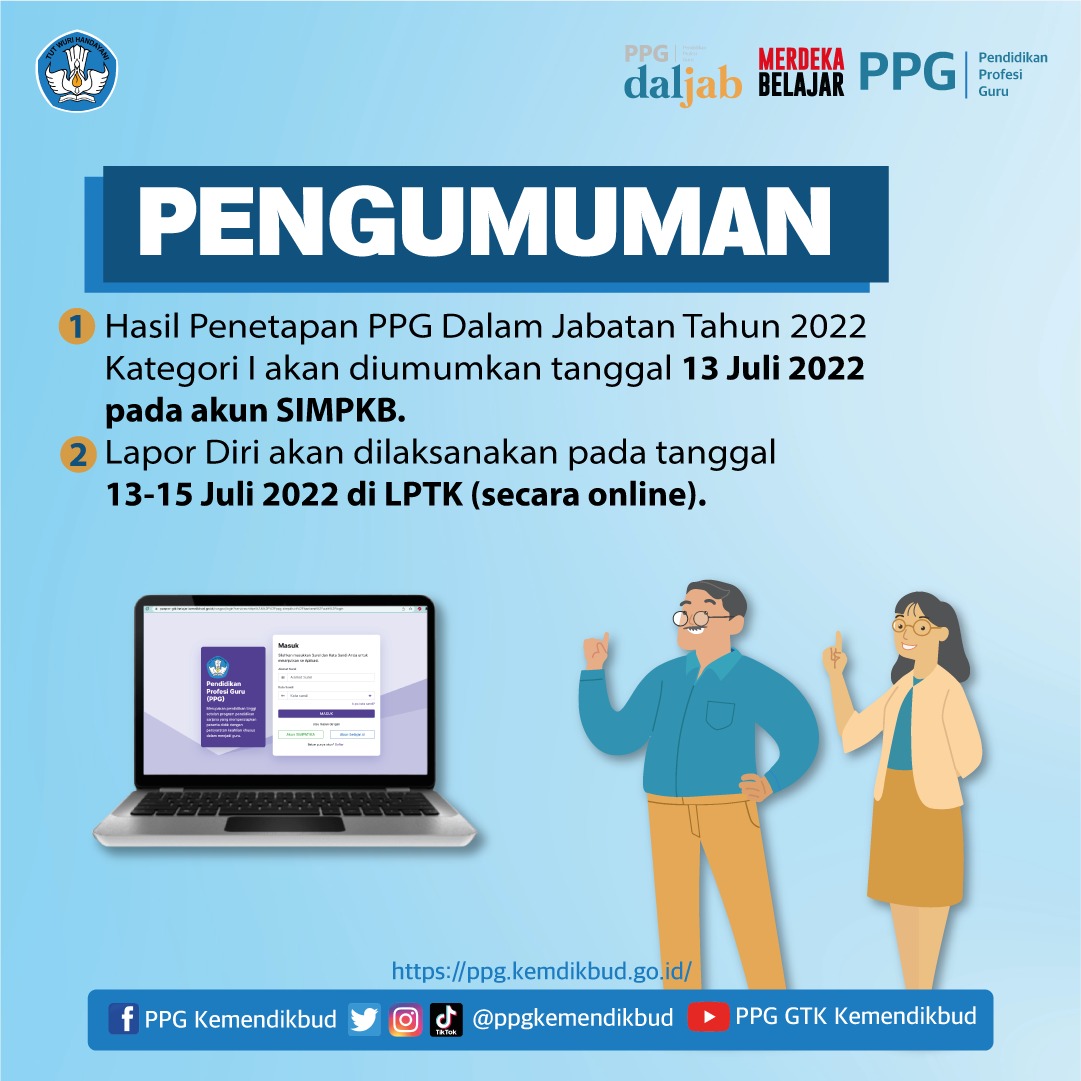 TUT WURI HANDAYANI
PPG
daljab
MERDEKA
BELAJAR
PPG
Pendidikan
Profesi
Guru
PENGUMUMAN
1 Hasil Penetapan PPG Dalam Jabatan Tahun 2022
Kategori I akan diumumkan tanggal 13 Juli 2022
pada akun SIMPKB.
2 Lapor Diri akan dilaksanakan pada tanggal
13-15 Juli 2022 di LPTK (secara online).
Pendidikan
Profesi Guru
(PPG)
Masuk
MASUK
https://ppg.kemdikbud.go.id/
PPG Kemendikbud
TikTok
@ppgkemendikbud
PPG GTK Kemendikbud